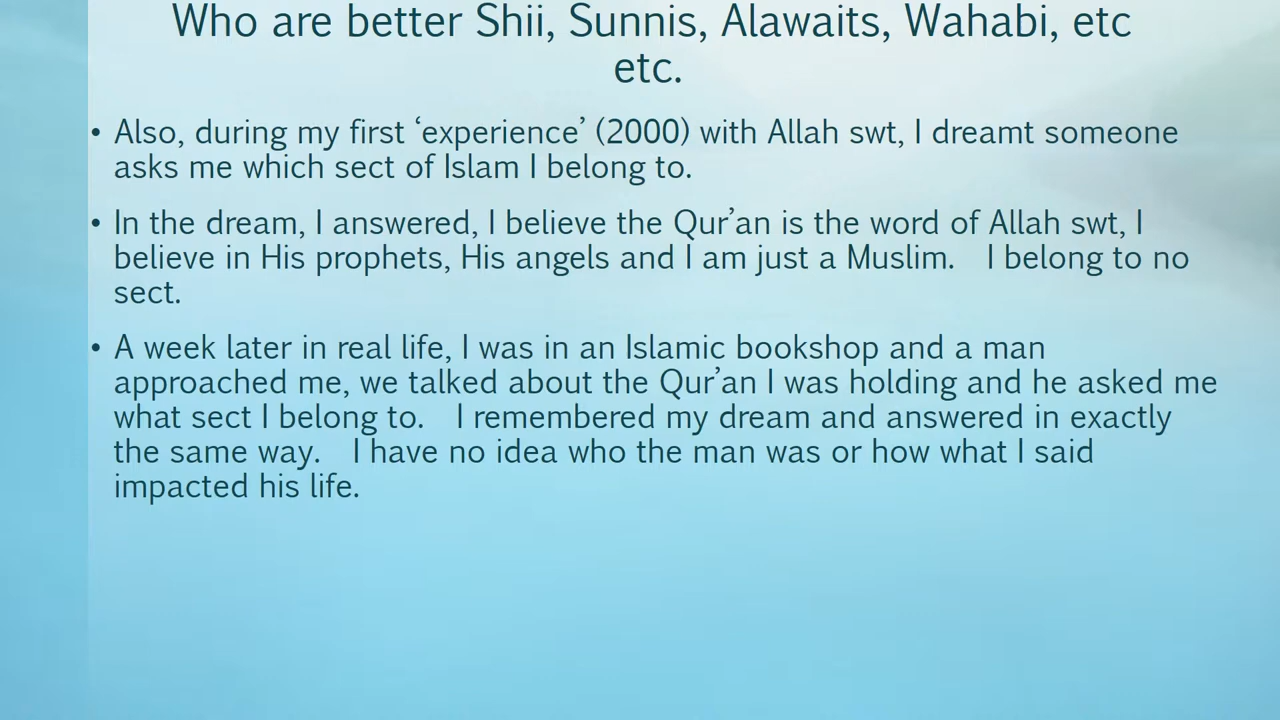 Who are better Shii, Sunnis, Alawaits, Wahabi, etc
etc.
• Also, during my first ‘experience’ (2000) with Allah swt, I dreamt someone
asks me which sect of Islam I belong to.
• In the dream, I answered, I believe the Qur’an is the word of Allah swt, I
believe in His prophets, His angels and I am just a Muslim. I belong to no
sect.
• A week later in real life, I was in an Islamic bookshop and a man
approached me, we talked about the Qur’an I was holding and he asked me
what sect I belong to. I remembered my dream and answered in exactly
the same way. I have no idea who the man was or how what I said
impacted his life.